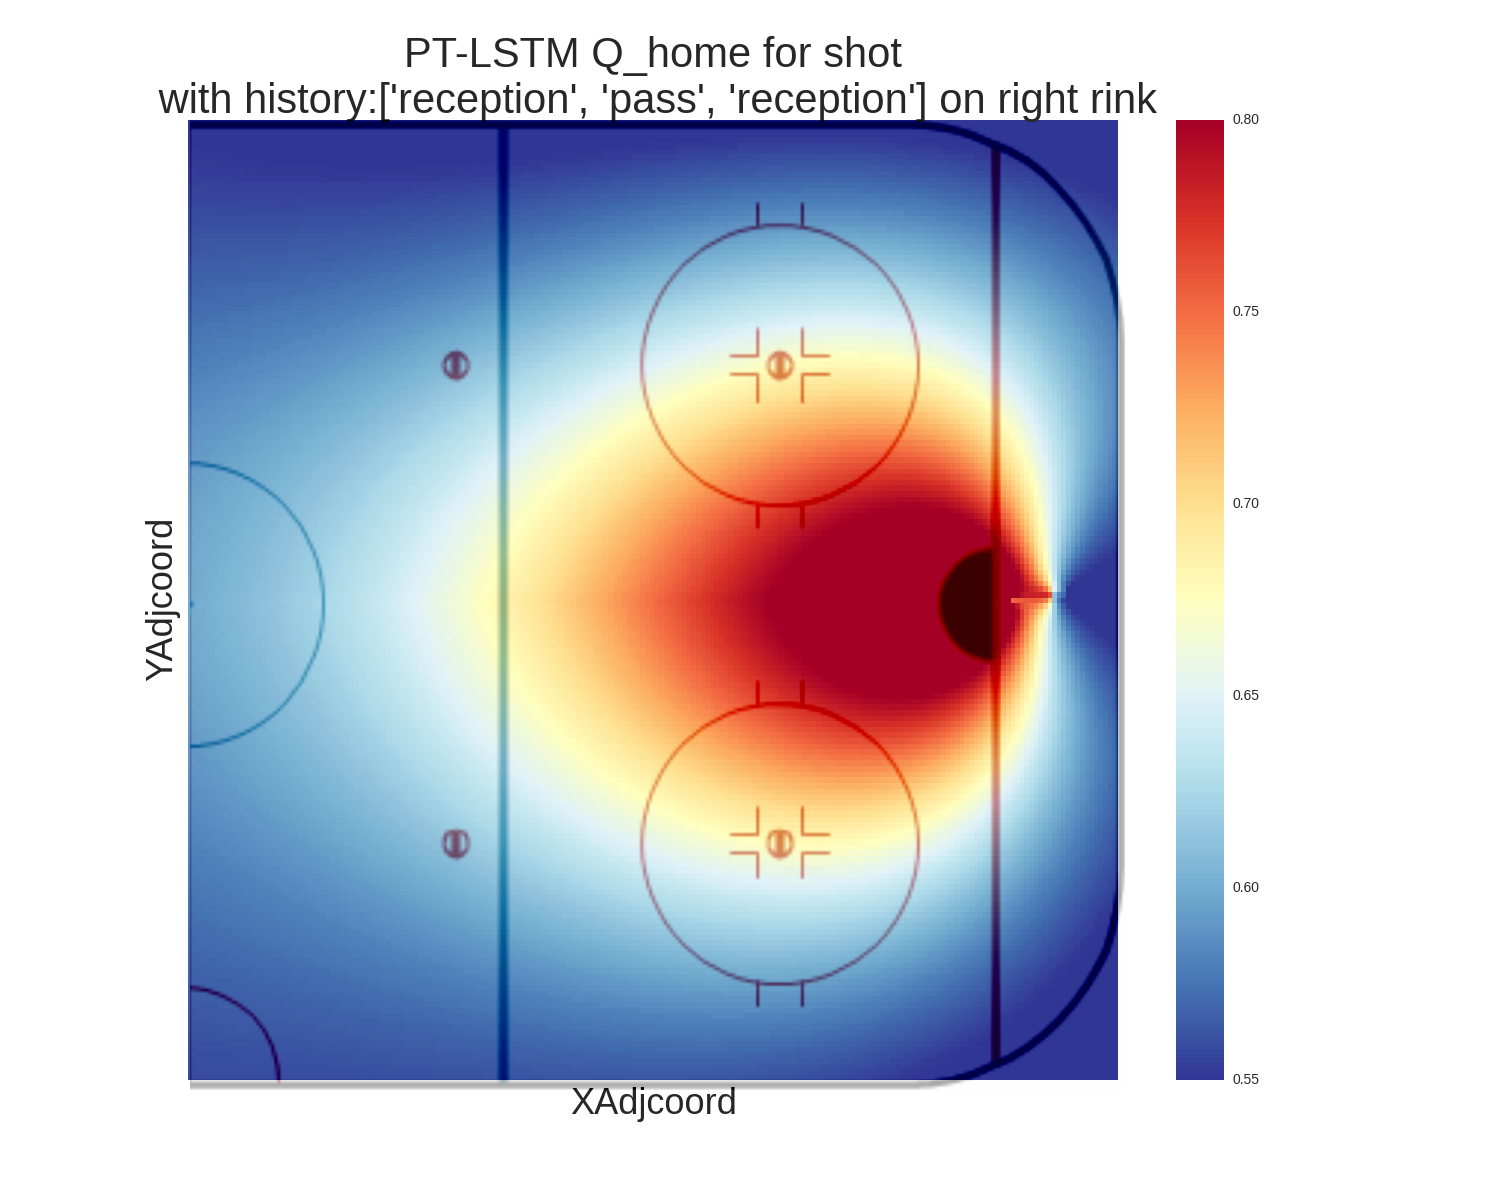 PT-LSTM Q_home for shot
with history:['reception', 'pass', 'reception'] on right rink
0.80
0.75
0.70
0.65
0.60
0.55
YAdjcoord
XAdjcoord